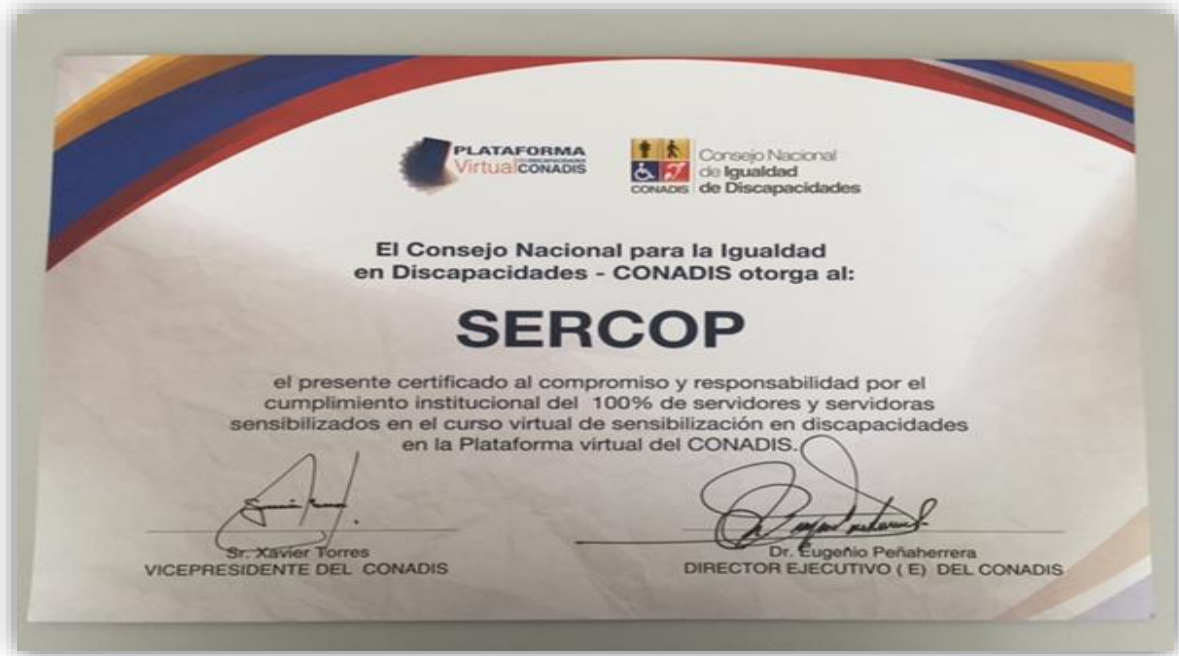 PLATAFORMA
Virtual CONADIS
Consejo Nacional
de Igualdad
de Discapacidades
CONADIS
El Consejo Nacional para la Igualdad
en Discapacidades - CONADIS otorga al:
SERCOP
el presente certificado al compromiso y responsabilidad por el
cumplimiento institucional del 100% de servidores y servidoras
sensibilizados en el curso virtual de sensibilización en discapacidades
en la Plataforma virtual del CONADIS.
Sr. Xavier Torres
VICEPRESIDENTE DEL CONADIS
Dr. Eugenio Peñaherrera
DIRECTOR EJECUTIVO ( E) DEL CONADIS